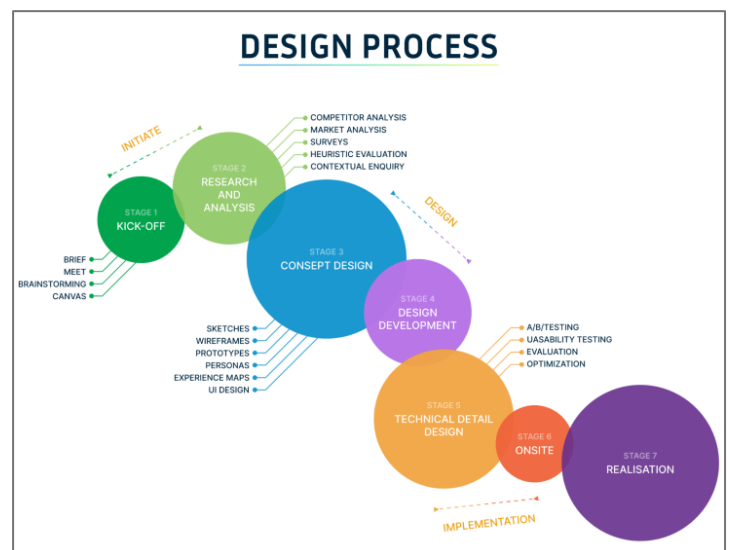 DESIGN PROCESS
INITIATE
STAGE 1
KICK-OFF
BRIEF
MEET
BRAINSTORMING
CANVAS
STAGE 2
RESEARCH
AND
ANALYSIS
COMPETITOR ANALYSIS
MARKET ANALYSIS
SURVEYS
HEURISTIC EVALUATION
CONTEXTUAL ENQUIRY
DESIGN
STAGE 3
CONSEPT DESIGN
SKETCHES
WIREFRAMES
PROTOTYPES
PERSONAS
EXPERIENCE MAPS
UI DESIGN
STAGE 4
DESIGN
DEVELOPMENT
STAGE 5
TECHNICAL DETAIL
DESIGN
A/B/TESTING
UASABILITY TESTING
EVALUATION
OPTIMIZATION
STAGE 6
ONSITE
STAGE 7
REALISATION
IMPLEMENTATION